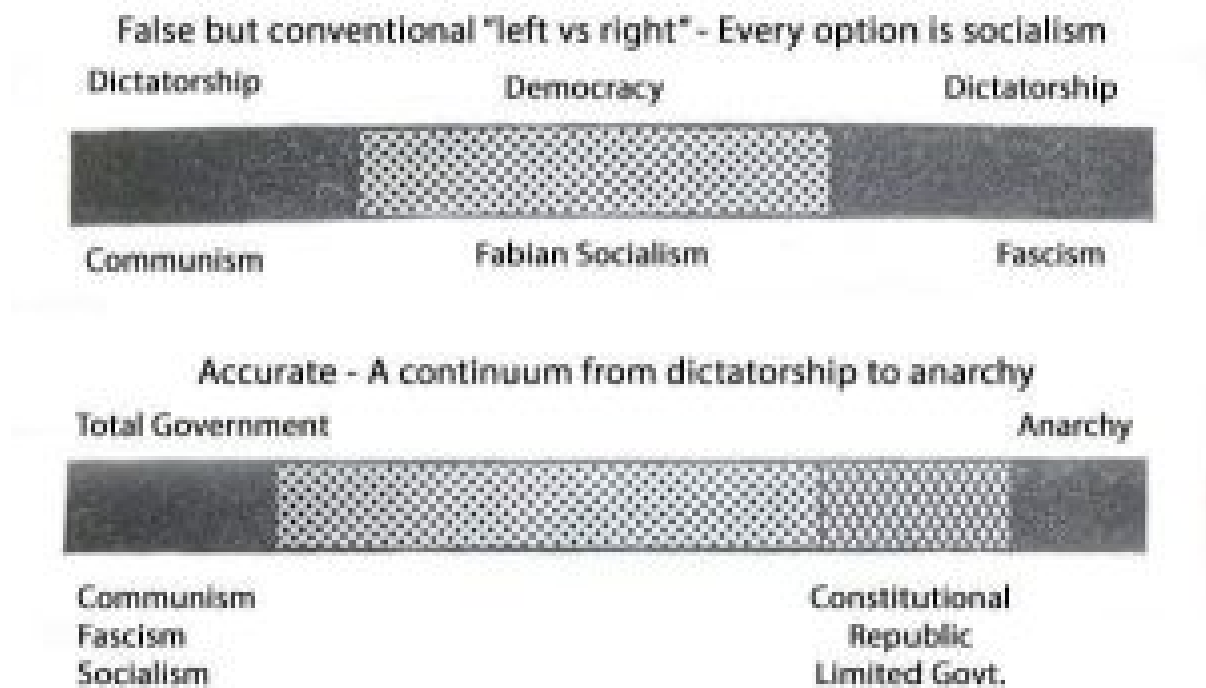 False but conventional "left vs right" - Every option is socialism
Dictatorship Democracy Dictatorship
Communism Fabian Socialism Fascism
Accurate - A continuum from dictatorship to anarchy
Total Government Anarchy
Communism Constitutional
Fascism Republic
Socialism Limited Govt.